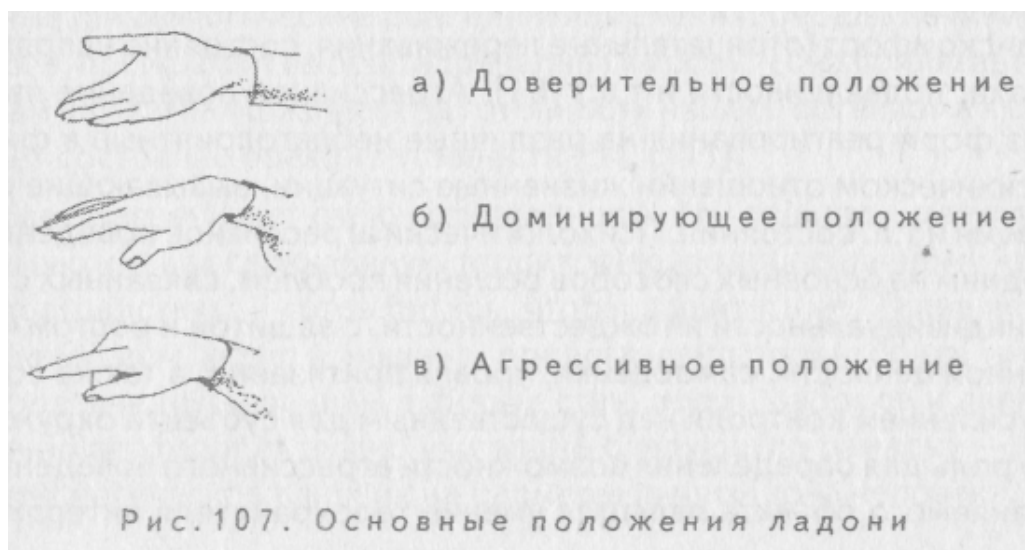 а) Доверительное положение
б) Доминирующее положение
в) Агрессивное положение
Рис. 107. Основные положения ладони